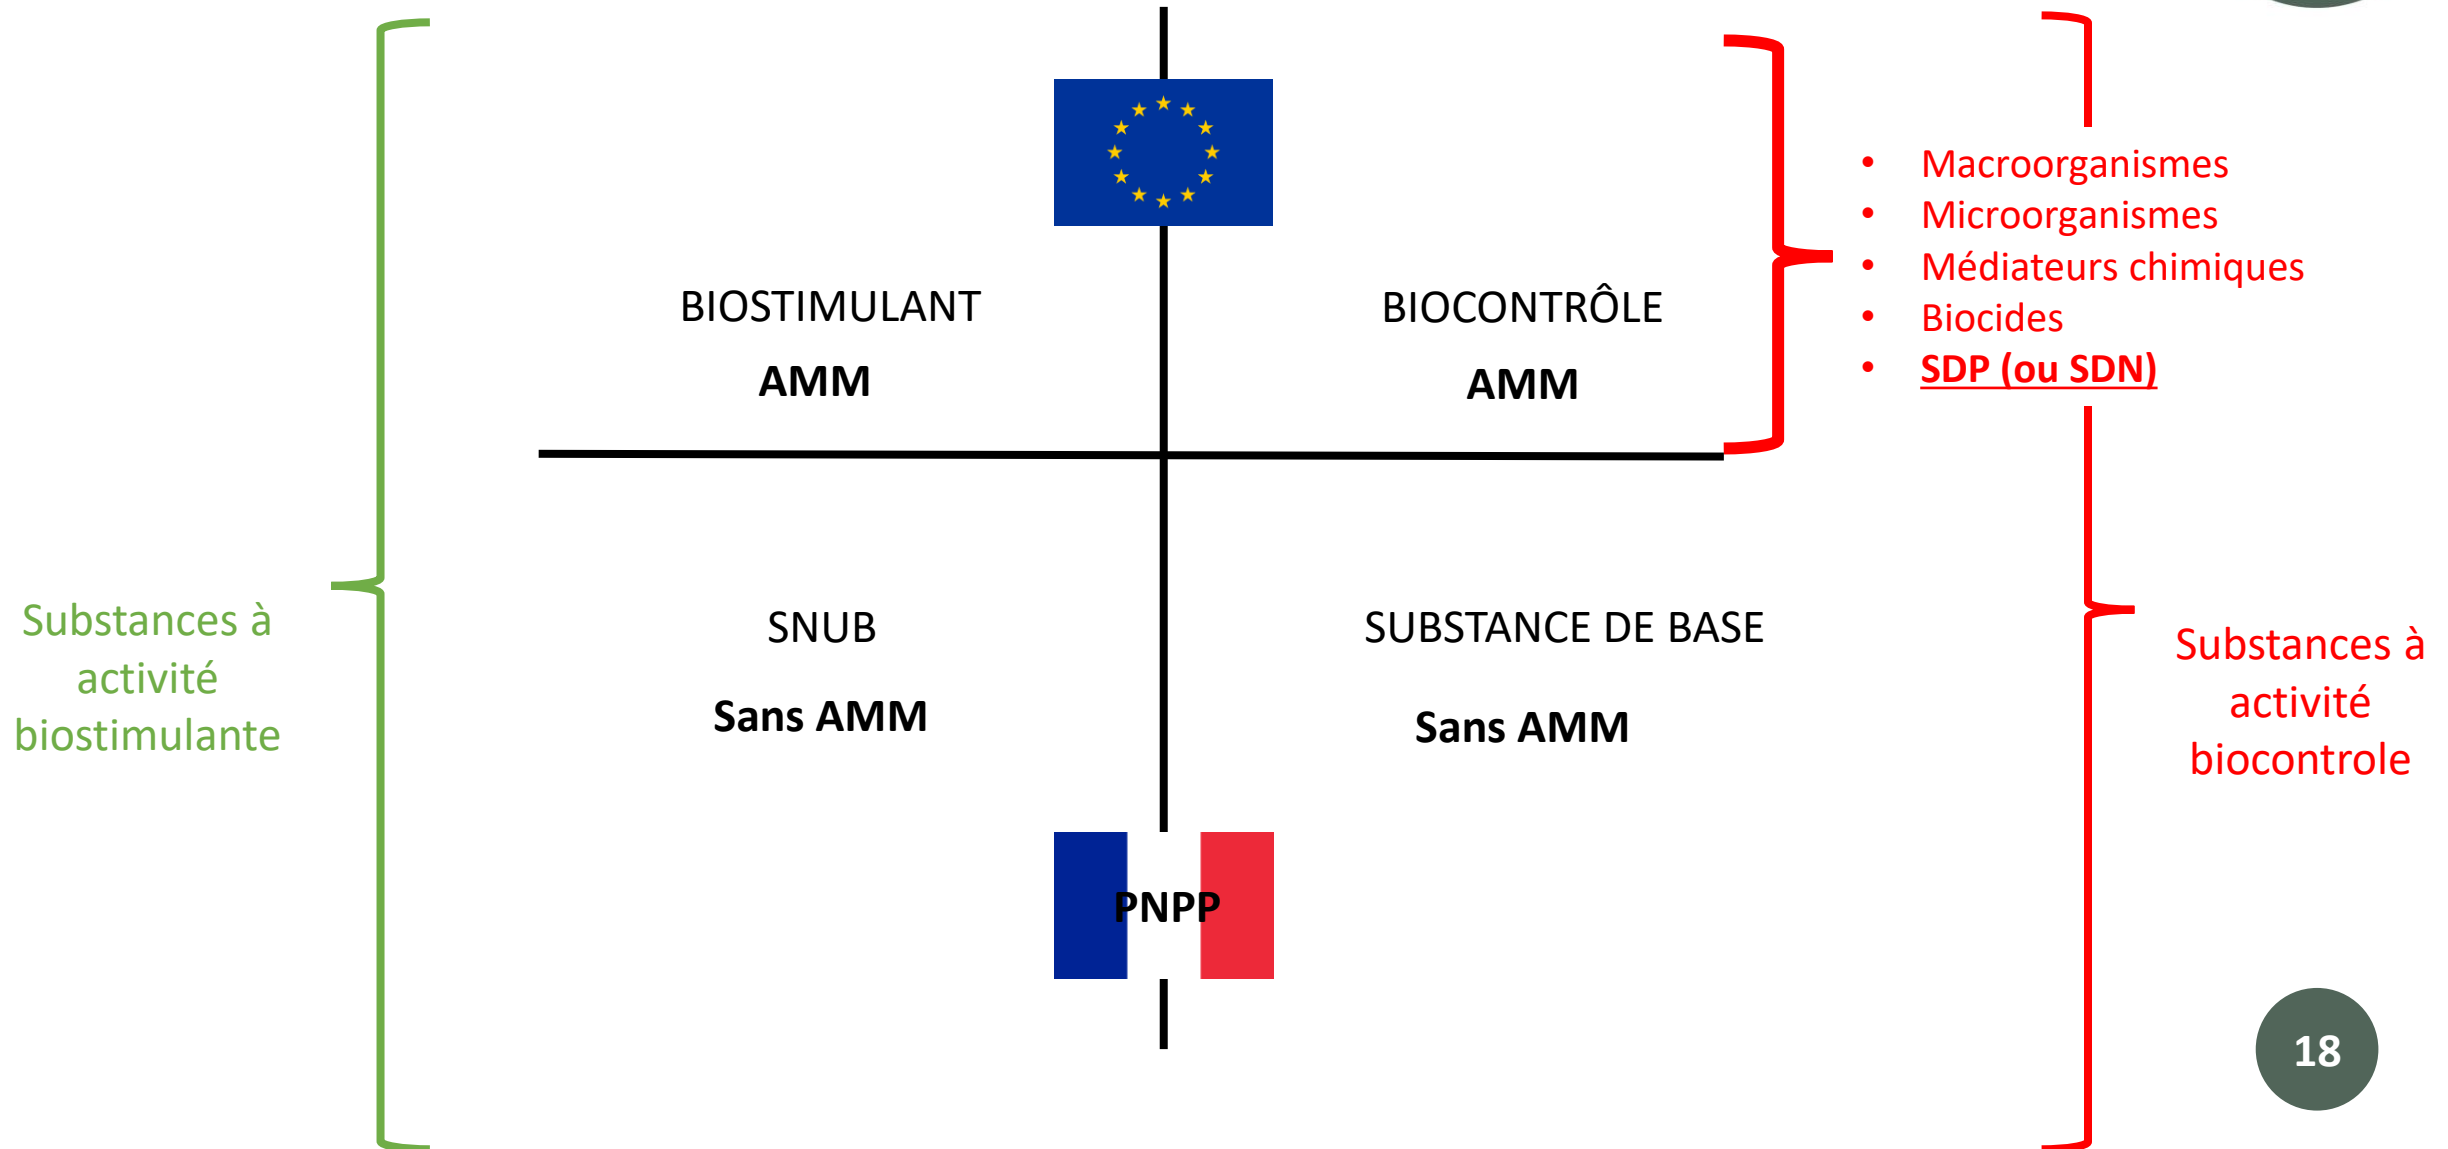 BIOSTIMULANT
AMM
BIOCONTRÔLE
AMM
• Macroorganismes
• Microorganismes
• Médiateurs chimiques
• Biocides
• SDP (ou SDN)
Substances à
activité
biostimulante
SNUB
Sans AMM
SUBSTANCE DE BASE
Sans AMM
Substances à
activité
biocontrole
PNPP
18